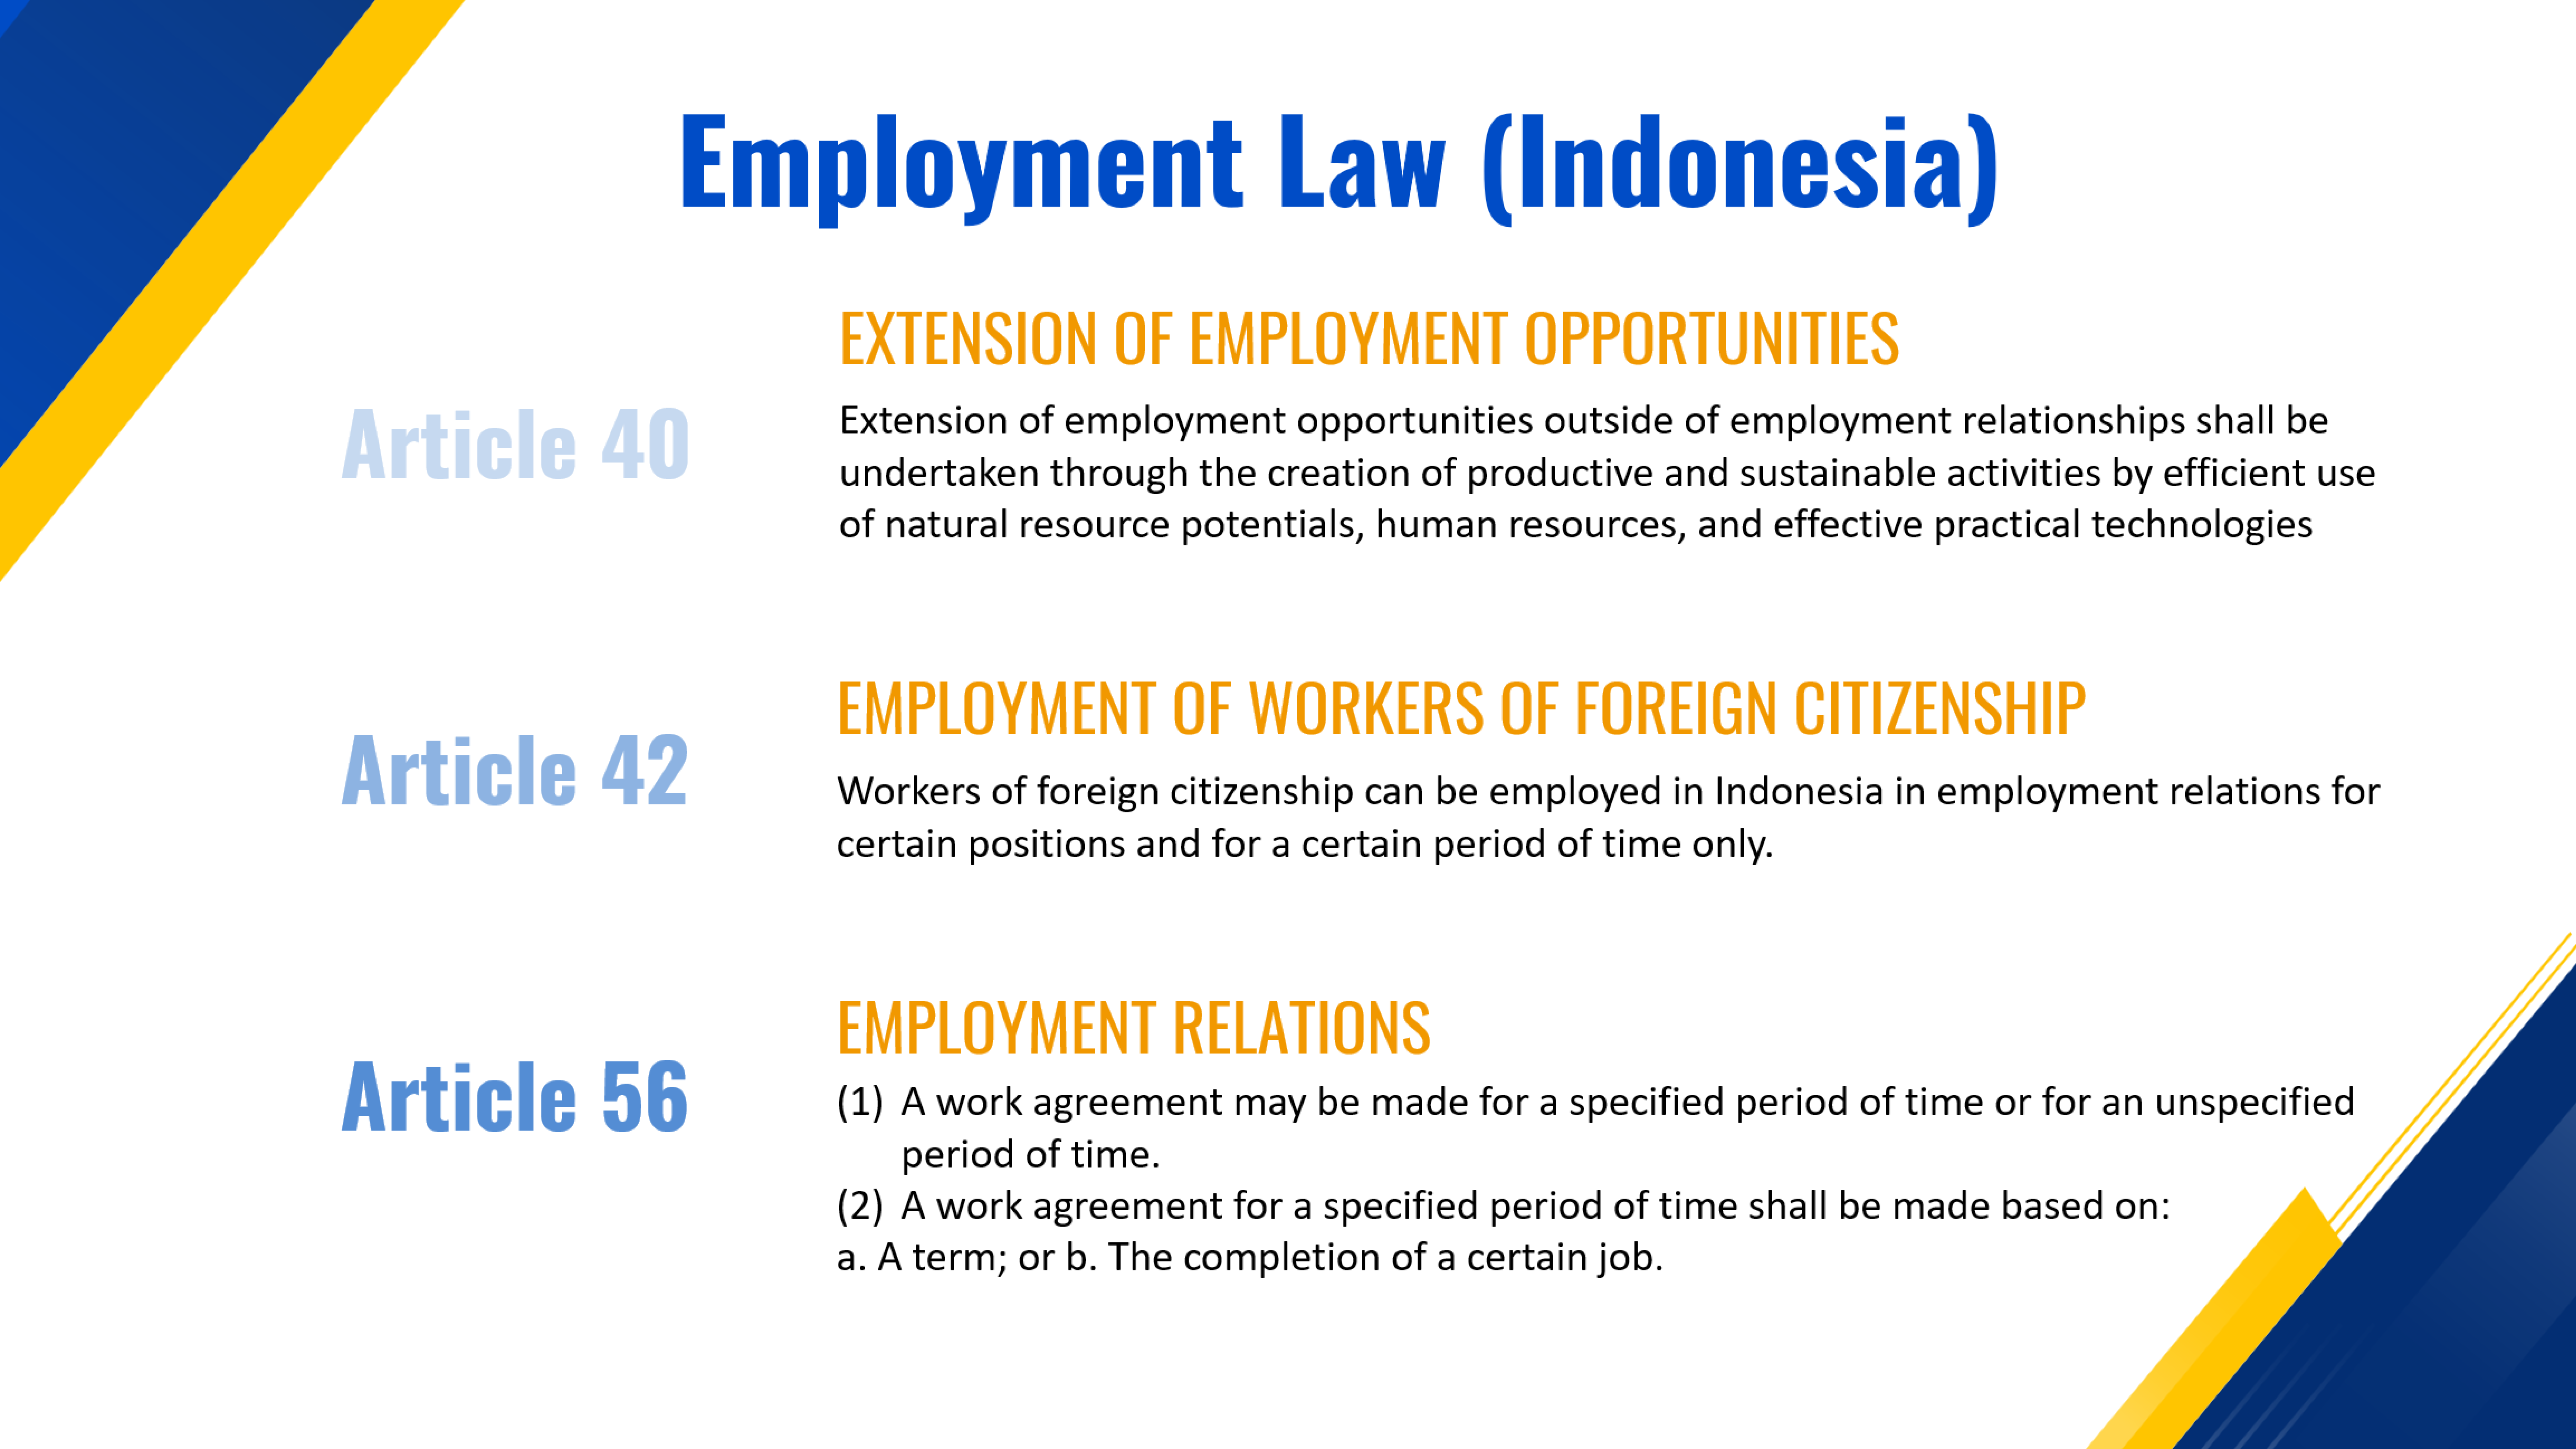 Employment Law (Indonesia)
EXTENSION OF EMPLOYMENT OPPORTUNITIES
Article 40
Extension of employment opportunities outside of employment relationships shall be
undertaken through the creation of productive and sustainable activities by efficient use
of natural resource potentials, human resources, and effective practical technologies
EMPLOYMENT OF WORKERS OF FOREIGN CITIZENSHIP
Article 42
Workers of foreign citizenship can be employed in Indonesia in employment relations for
certain positions and for a certain period of time only.
EMPLOYMENT RELATIONS
Article 56
(1) A work agreement may be made for a specified period of time or for an unspecified
period of time.
(2) A work agreement for a specified period of time shall be made based on:
a. A term; or b. The completion of a certain job.